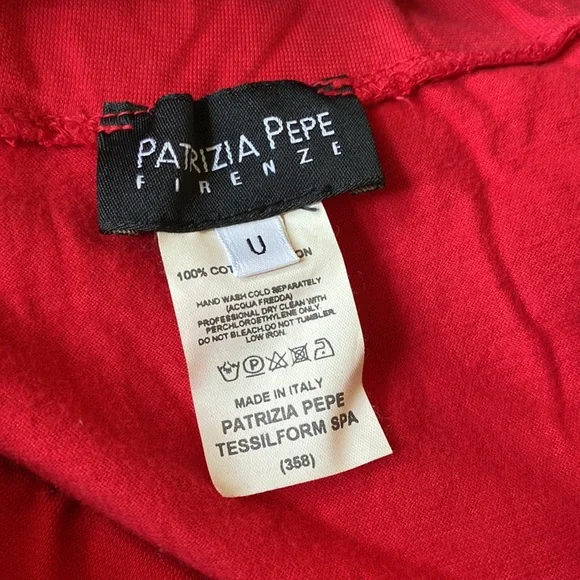 PATRIZIA PEPE
FIRENZE
U
100% COT ON
HAND WASH COLD SEPARATELY
(ACQUA FREDDA)
PROFESSIONAL DRY CLEAN WITH
PERCHLOROETHYLENE ONLY
DO NOT BLEACH.DO NOT TUMBLER.
LOW IRON.
P
MADE IN ITALY
PATRIZIA PEPE
TESSILFORM SPA
(358)